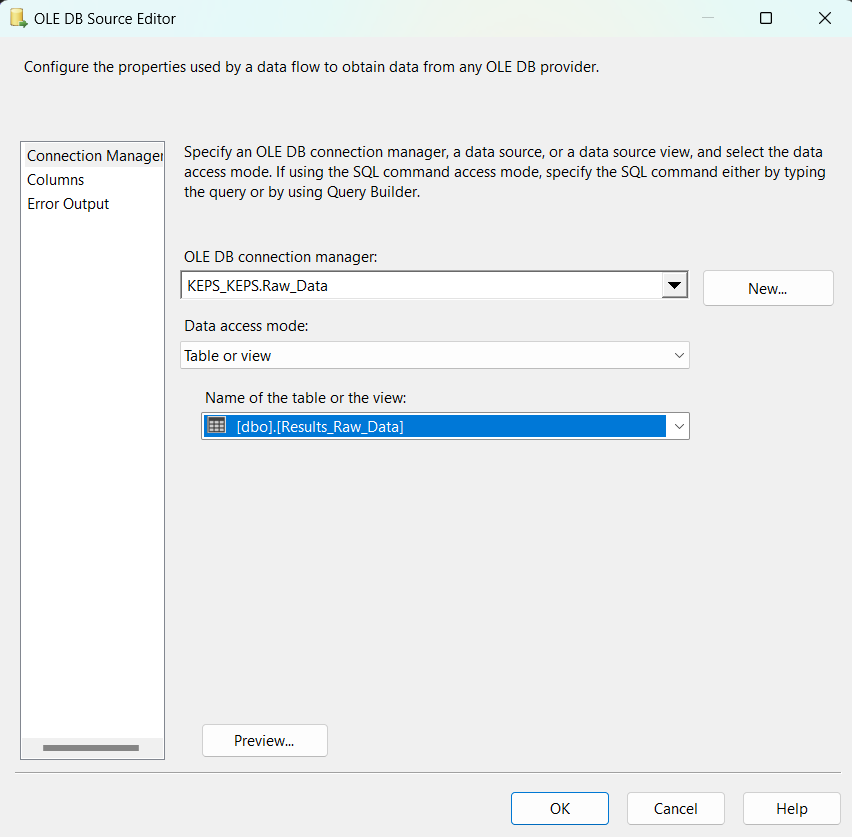 OLE DB Source Editor
Configure the properties used by a data flow to obtain data from any OLE DB provider.
Connection Manager
Columns
Error Output
Specify an OLE DB connection manager, a data source, or a data source view, and select the data
access mode. If using the SQL command access mode, specify the SQL command either by typing
the query or by using Query Builder.
OLE DB connection manager:
KEPS_KEPS.Raw_Data
New...
Data access mode:
Table or view
Name of the table or the view:
[dbo].[Results_Raw_Data]
Preview...
OK
Cancel
Help